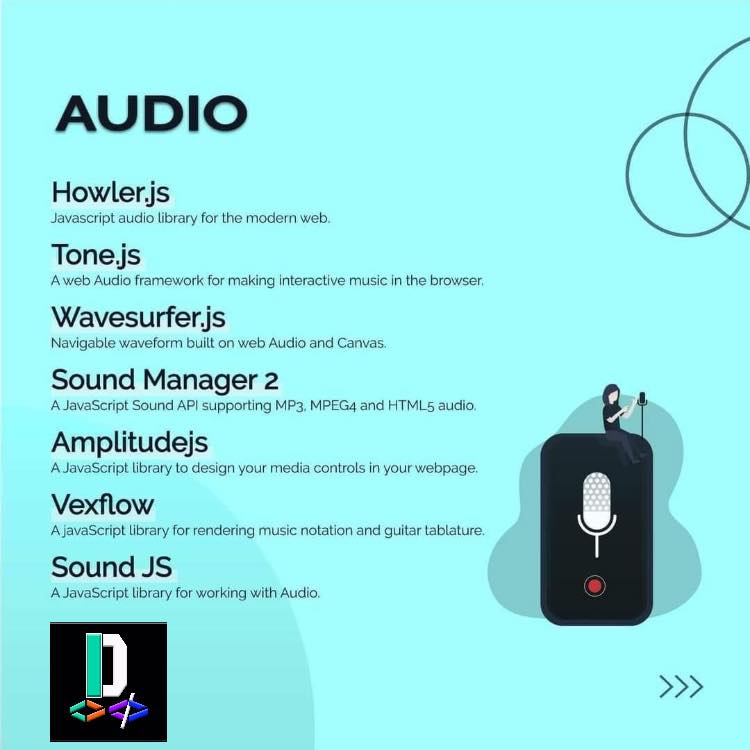 AUDIO
Howler.js
Javascript audio library for the modern web.
Tone.js
A web Audio framework for making interactive music in the browser.
Wavesurfer.js
Navigable waveform built on web Audio and Canvas.
Sound Manager 2
A JavaScript Sound API supporting MP3, MPEG4 and HTML5 audio.
Amplitudejs
A JavaScript library to design your media controls in your webpage.
Vexflow
A javaScript library for rendering music notation and guitar tablature.
Sound JS
A JavaScript library for working with Audio.
D